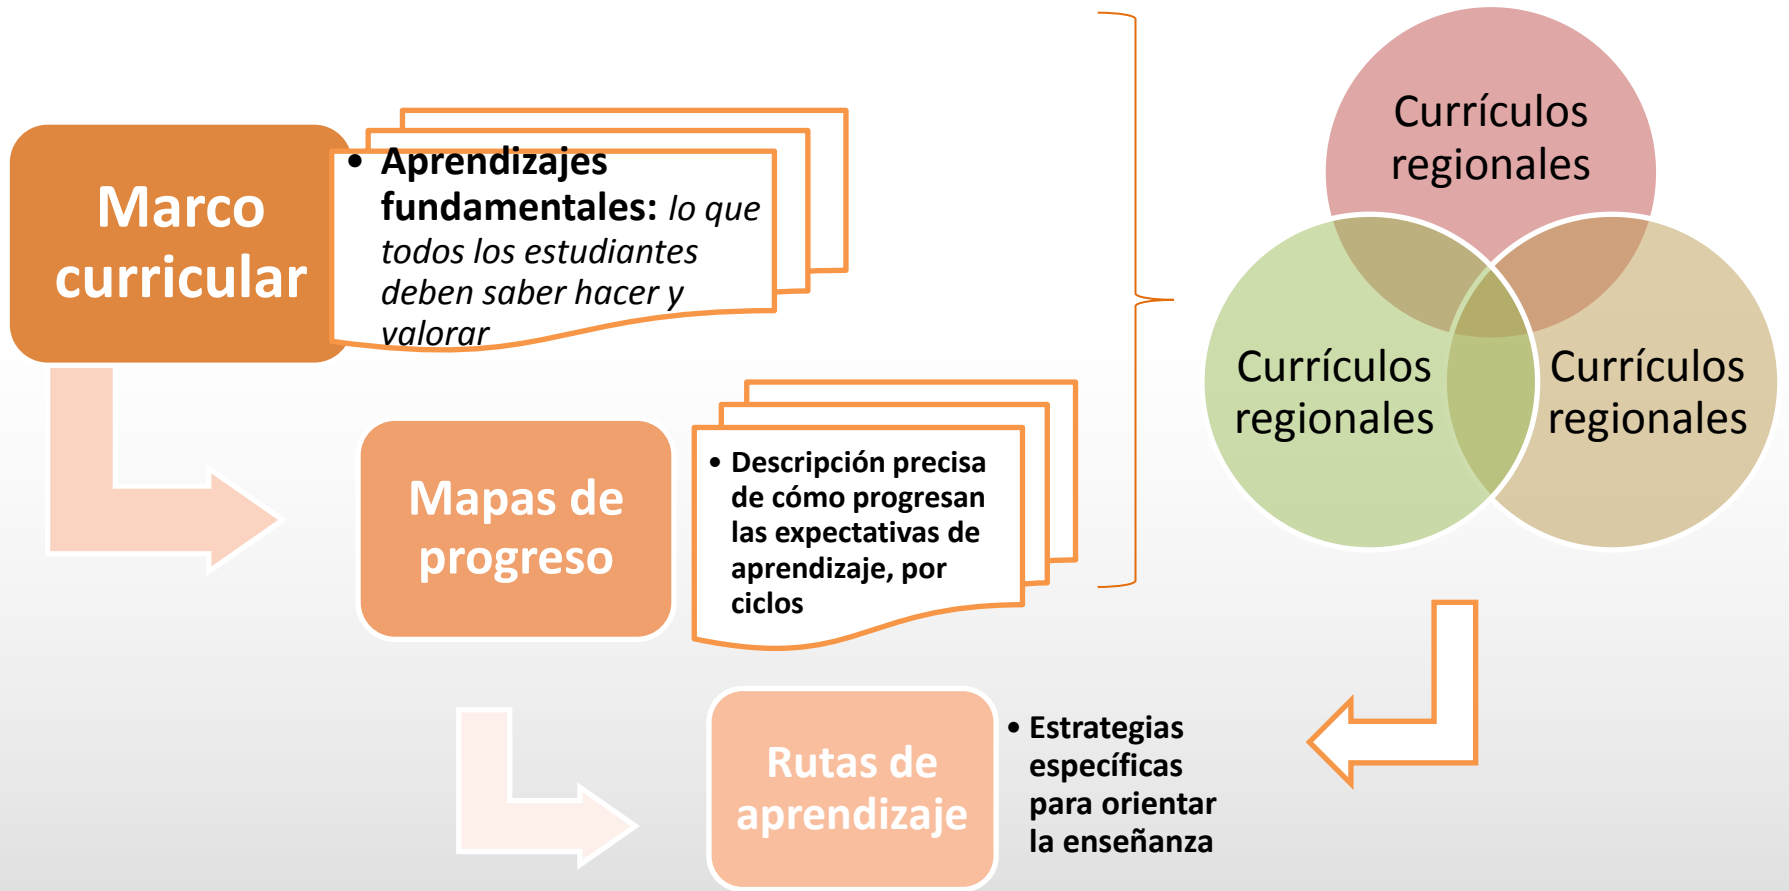 Marco
curricular
• Aprendizajes
fundamentales: lo que
todos los estudiantes
deben saber hacer y
valorar
Mapas de
progreso
• Descripción precisa
de cómo progresan
las expectativas de
aprendizaje, por
ciclos
Rutas de
aprendizaje
• Estrategias
específicas
para orientar
la enseñanza
Currículos
regionales
Currículos
regionales
Currículos
regionales